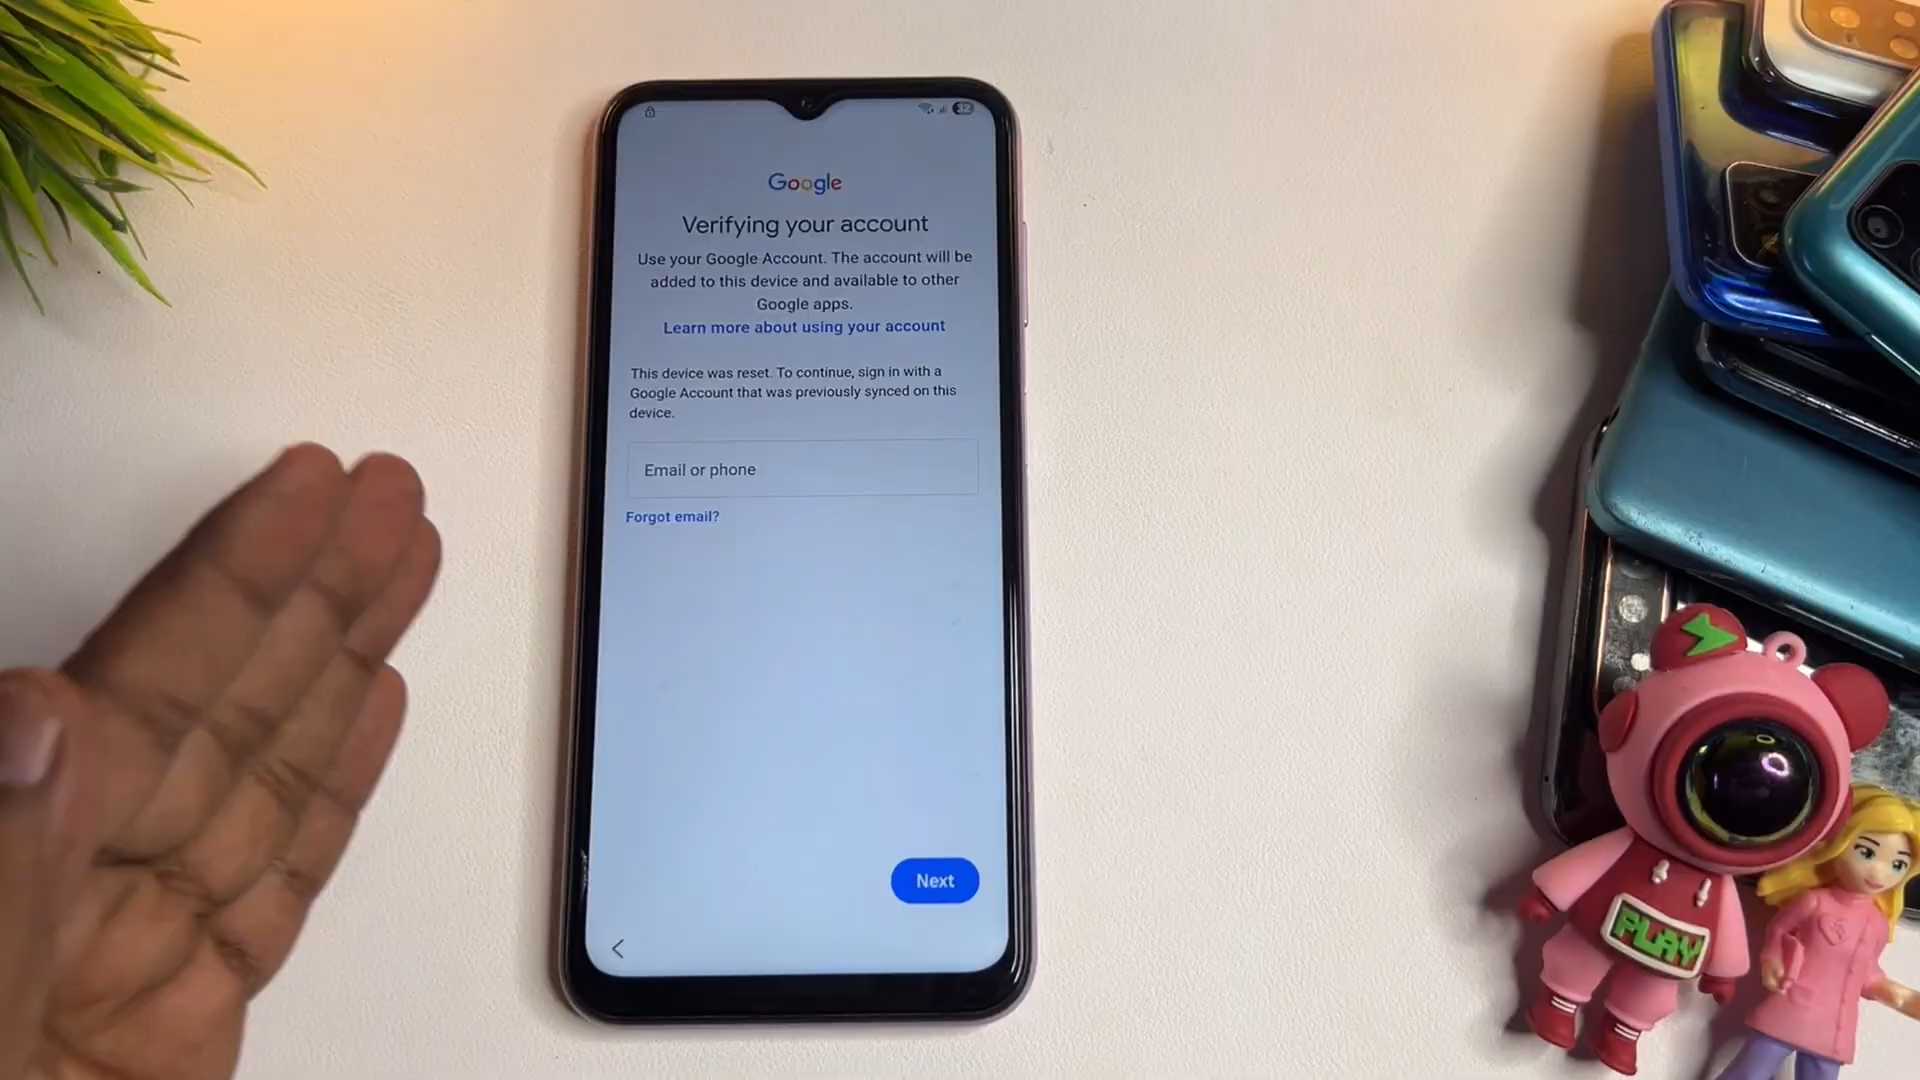 32
Google
Verifying your account
Use your Google Account. The account will be
added to this device and available to other
Google apps.
Learn more about using your account
This device was reset. To continue, sign in with a
Google Account that was previously synced on this
device.
Email or phone
Forgot email?
Next
PLAY